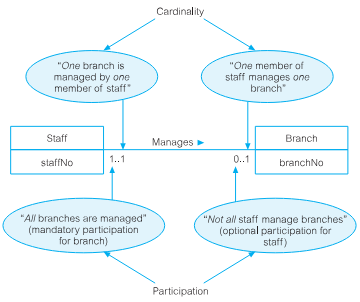 Cardinality
“One branch is
managed by one
member of staff”
“One member of
staff manages one
branch”
Staff
Manages ►
Branch
staffNo
1..1
0..1
branchNo
“All branches are managed”
(mandatory participation
for branch)
“Not all staff manage branches”
(optional participation for
staff)
Participation